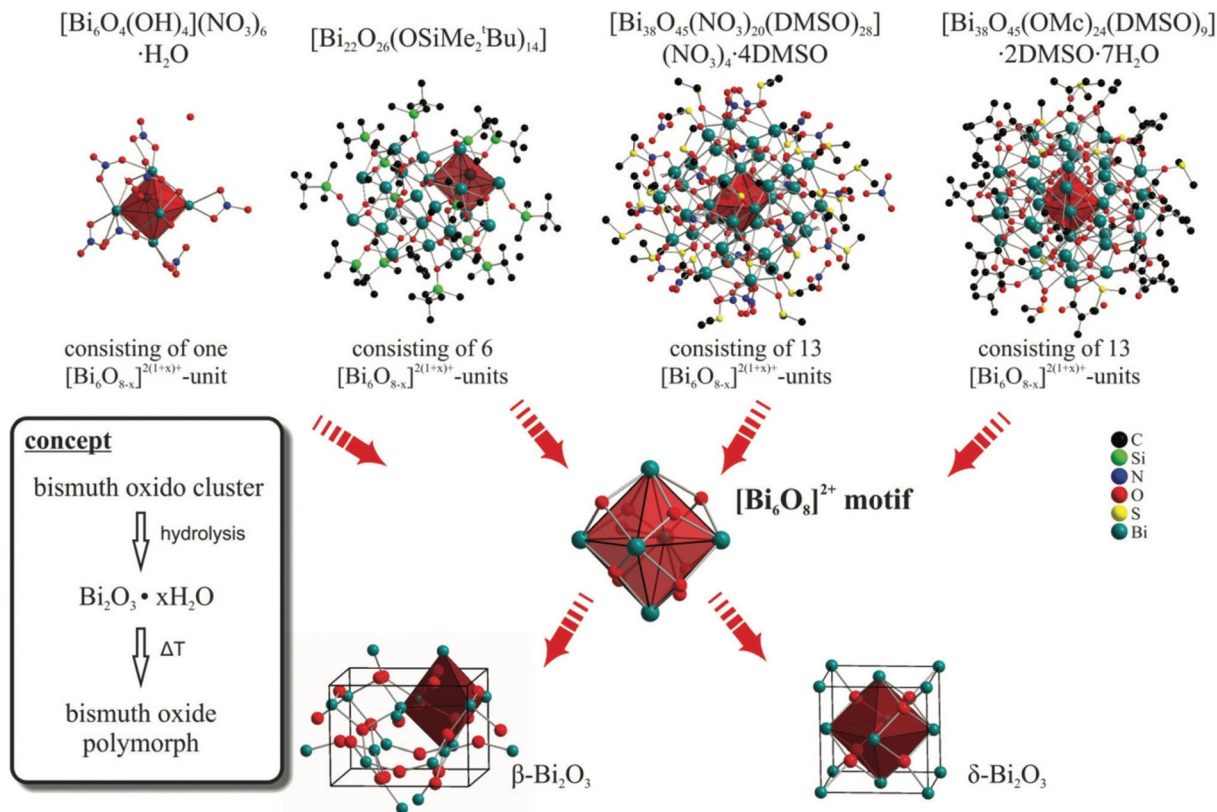 [Bi₆O₄(OH)₄](NO₃)₆
·H₂O
[Bi₂₂O₂₆(OSiMe₂ᵗBu)₁₄]
[Bi₃₈O₄₅(NO₃)₂₀(DMSO)₂₈]
(NO₃)₄·4DMSO
[Bi₃₈O₄₅(OMc)₂₄(DMSO)₉]
·2DMSO·7H₂O
consisting of one
[Bi₆O₈₋ₓ]²⁽¹⁺ˣ⁾⁺-unit
consisting of 6
[Bi₆O₈₋ₓ]²⁽¹⁺ˣ⁾⁺-units
consisting of 13
[Bi₆O₈₋ₓ]²⁽¹⁺ˣ⁾⁺-units
consisting of 13
[Bi₆O₈₋ₓ]²⁽¹⁺ˣ⁾⁺-units
concept
bismuth oxido cluster
hydrolysis
Bi₂O₃ • xH₂O
ΔT
bismuth oxide
polymorph
[Bi₆O₈]²⁺ motif
C
Si
N
O
S
Bi
β-Bi₂O₃
δ-Bi₂O₃